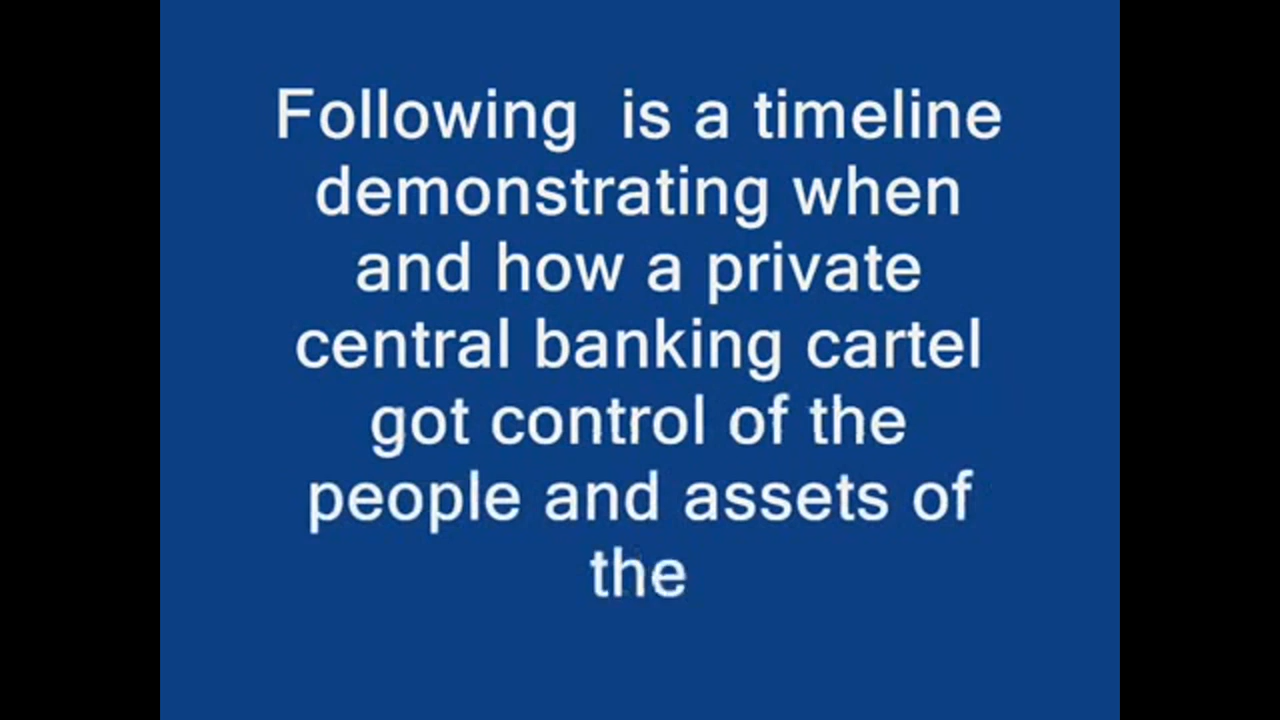 Following  is a timeline
demonstrating when
and how a private
central banking cartel
got control of the
people and assets of
the